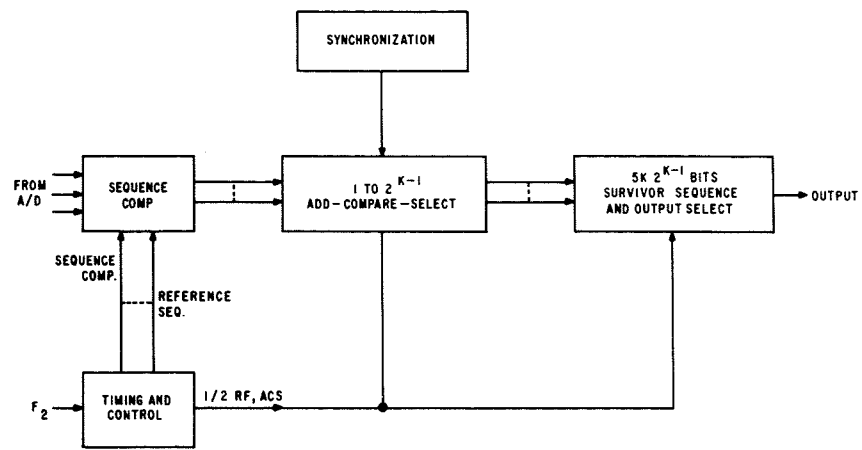 SYNCHRONIZATION
FROM
A/D
SEQUENCE
COMP
1 TO 2^K-1
ADD-COMPARE-SELECT
5K 2^K-1 BITS
SURVIVOR SEQUENCE
AND OUTPUT SELECT
OUTPUT
SEQUENCE
COMP.
REFERENCE
SEQ.
F2
TIMING AND
CONTROL
1/2 RF, ACS